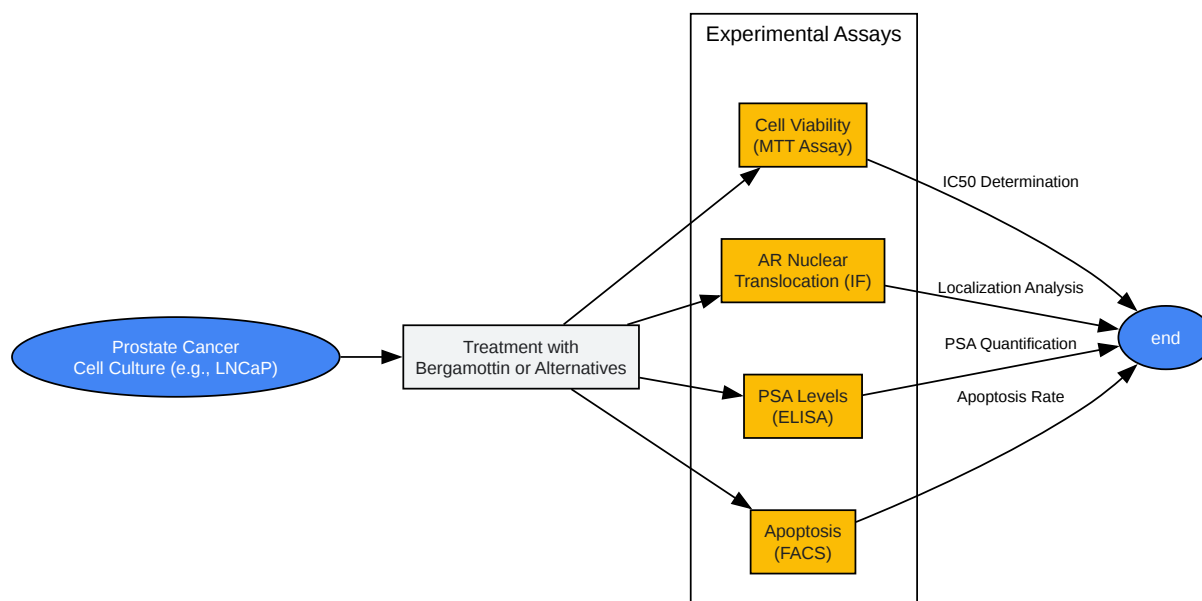 Experimental Assays
Cell Viability
(MTT Assay)
IC50 Determination
AR Nuclear
Translocation (IF)
Localization Analysis
Prostate Cancer
Cell Culture (e.g., LNCaP)
Treatment with
Bergamottin or Alternatives
end
PSA Quantification
PSA Levels
(ELISA)
Apoptosis Rate
Apoptosis
(FACS)